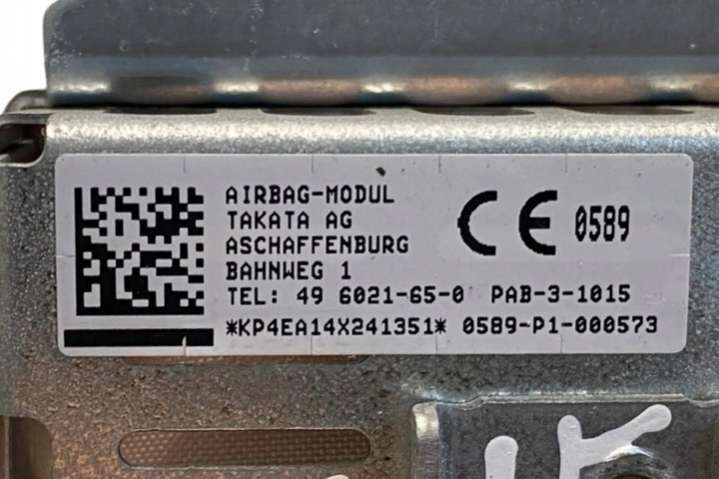 AIRBAG-MODUL
TAKATA AG
ASCHAFFENBURG
BAHNWEG 1
TEL: 49 6021-65-0 PAB-3-1015
*KP4EA14X241351* 0589-P1-000573
CE 0589